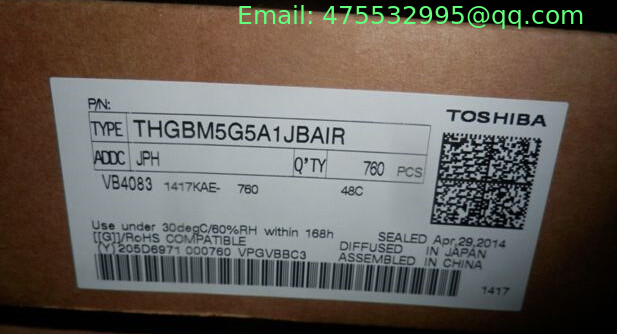 Email: 475532995@qq.com
P/N:
TOSHIBA
TYPE THGBM5G5A1JBAIR
ADDC JPH Q'TY 760 PCS
VB4083 1417KAE- 760 48C
Use under 30degC/60%RH within 168h
SEALED Apr,29,2014
[[G]]/RoHS COMPATIBLE
DIFFUSED IN JAPAN
(Y)205D6971 000760 VPGVBBC3
ASSEMBLED IN CHINA
1417